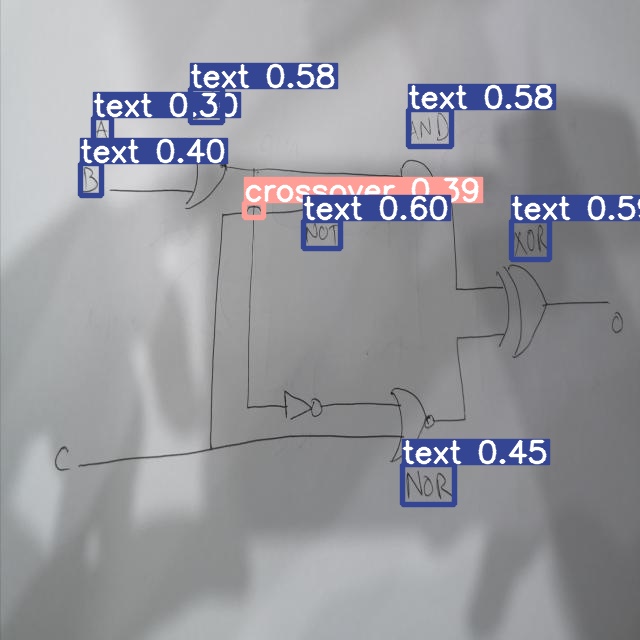 text 0.58
text 0.30
text 0.58
A
AND
text 0.40
B
crossover 0.39
text 0.60
text 0.59
NOT
XOR
O
C
text 0.45
NOR